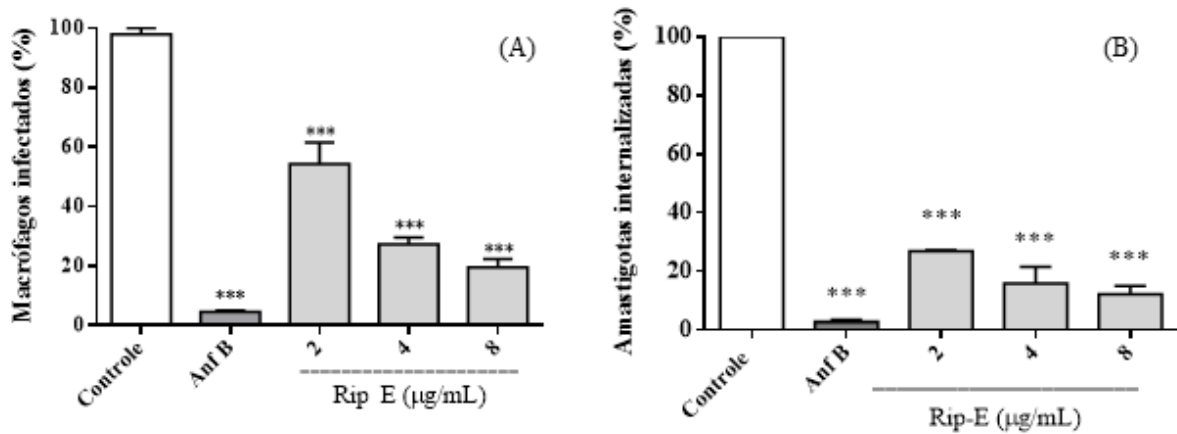 Macrófagos infectados (%)
100
80
60
40
20
0
(A)
***
***
***
***
Controle
Anf B
2
4
8
Rip E (µg/mL)
Amastigotas internalizadas (%)
100
80
60
40
20
0
(B)
***
***
***
***
Controle
Anf B
2
4
8
Rip-E (µg/mL)